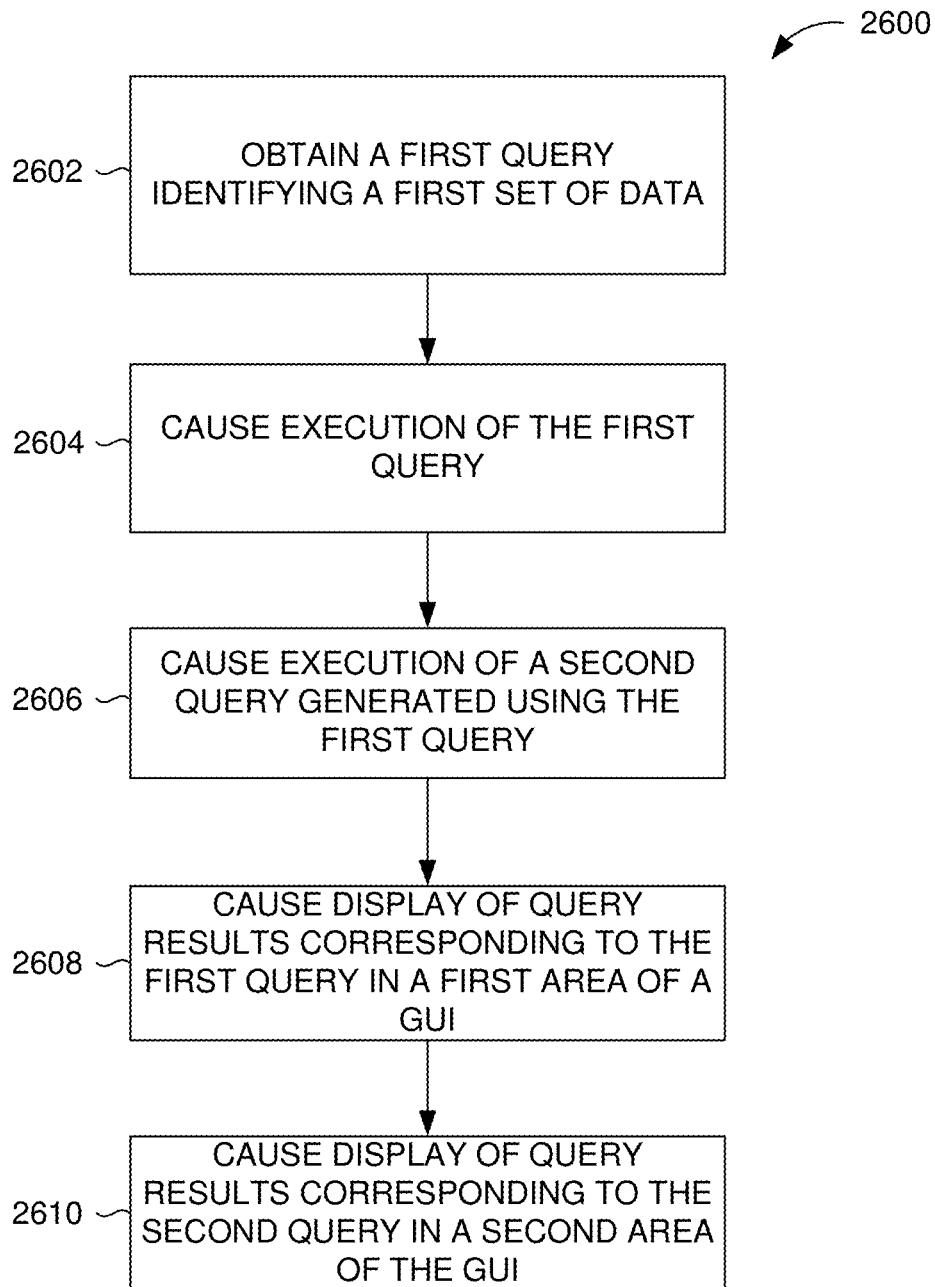 2600
2602
OBTAIN A FIRST QUERY
IDENTIFYING A FIRST SET OF DATA
2604
CAUSE EXECUTION OF THE FIRST
QUERY
2606
CAUSE EXECUTION OF A SECOND
QUERY GENERATED USING THE
FIRST QUERY
2608
CAUSE DISPLAY OF QUERY
RESULTS CORRESPONDING TO THE
FIRST QUERY IN A FIRST AREA OF A
GUI
2610
CAUSE DISPLAY OF QUERY
RESULTS CORRESPONDING TO THE
SECOND QUERY IN A SECOND AREA
OF THE GUI